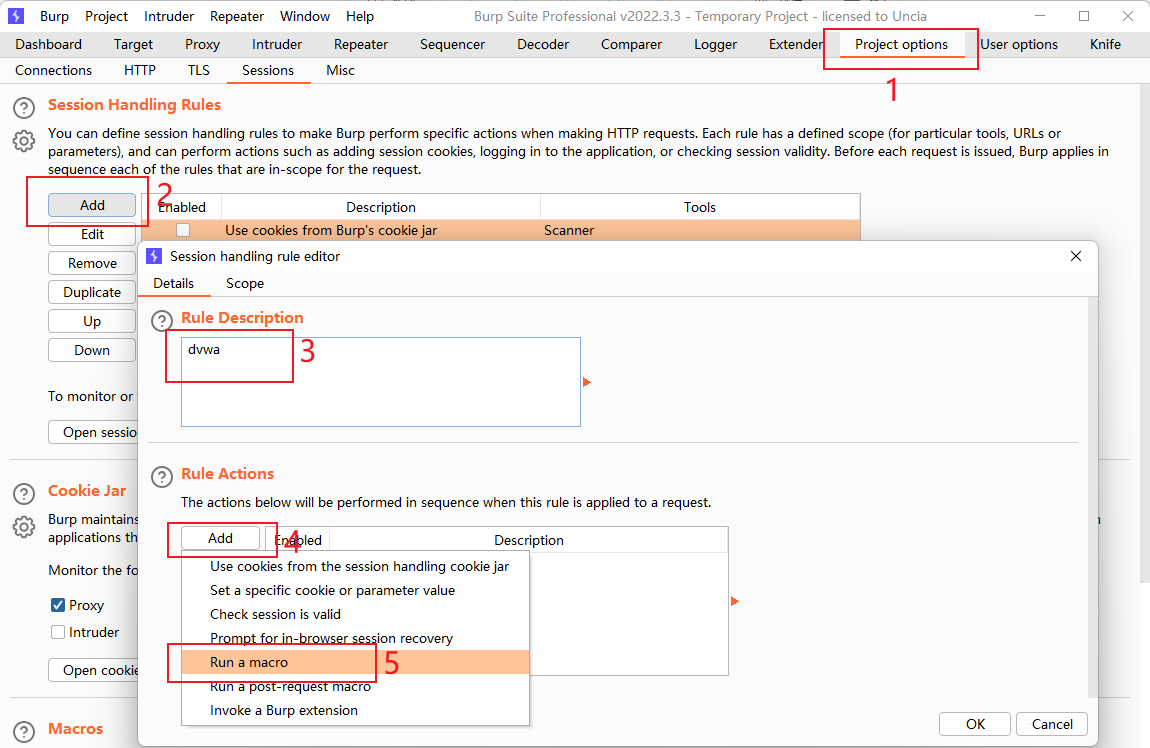 Burp Project Intruder Repeater Window Help Burp Suite Professional v2022.3.3 - Temporary Project - licensed to Uncia
Dashboard Target Proxy Intruder Repeater Sequencer Decoder Comparer Logger Extender Project options User options Knife
Connections HTTP TLS Sessions Misc
1
Session Handling Rules
You can define session handling rules to make Burp perform specific actions when making HTTP requests. Each rule has a defined scope (for particular tools, URLs or
parameters), and can perform actions such as adding session cookies, logging in to the application, or checking session validity. Before each request is issued, Burp applies in
sequence each of the rules that are in-scope for the request.
Add 2 Enabled Description Tools
Edit Use cookies from Burp's cookie jar Scanner
Remove
Duplicate
Up
Down
To monitor or
Open sessio
Cookie Jar
Burp maintains
applications th
Monitor the fo
Proxy
Intruder
Open cookie
Macros
Session handling rule editor
Details Scope
Rule Description
dvwa 3
Rule Actions
The actions below will be performed in sequence when this rule is applied to a request.
Add 4 Enabled Description
Use cookies from the session handling cookie jar
Set a specific cookie or parameter value
Check session is valid
Prompt for in-browser session recovery
Run a macro 5
Run a post-request macro
Invoke a Burp extension
OK Cancel